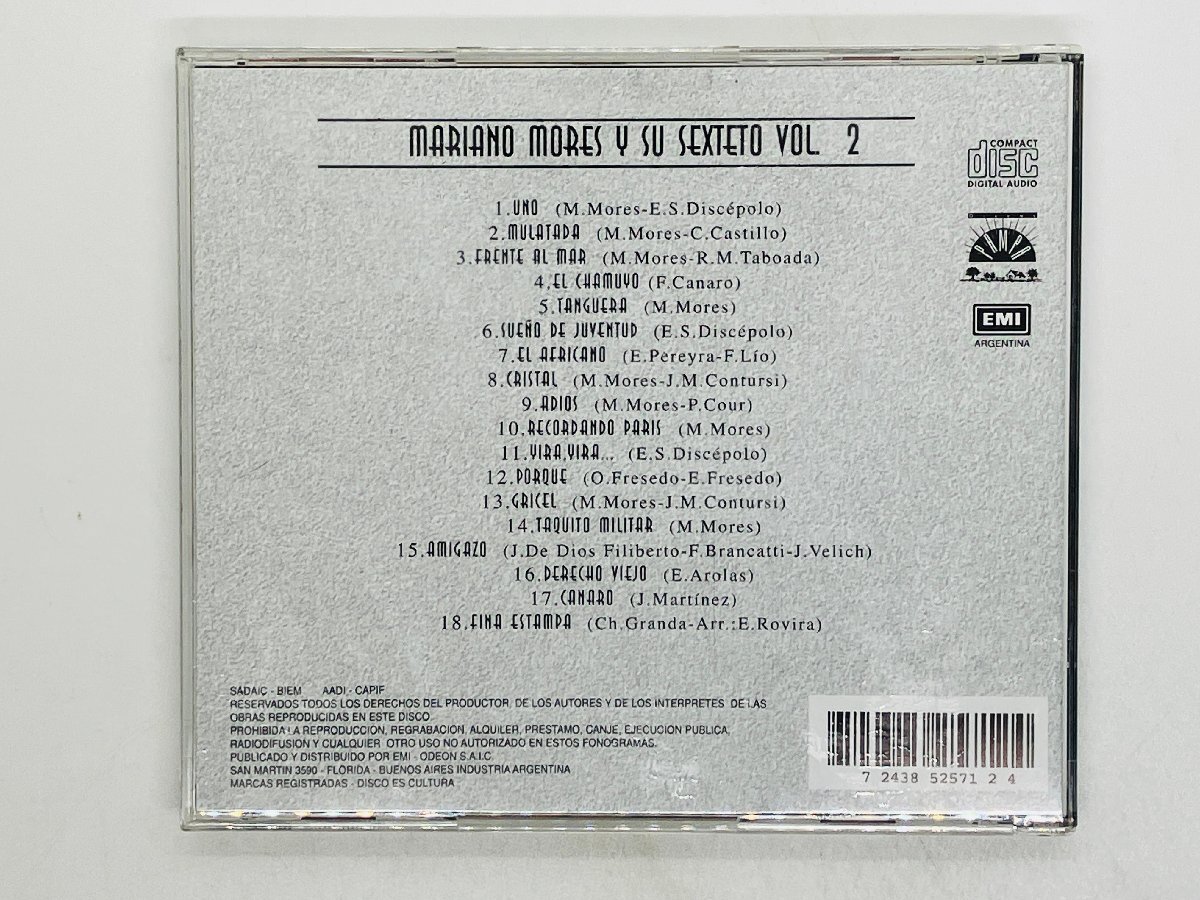 MARIANO MORES Y SU SEXTETO VOL. 2
COMPACT
disc
DIGITAL AUDIO
PAMPA
EMI
ARGENTINA
1.UNO (M.Mores-E.S.Discépolo)
2.MULATADA (M.Mores-C.Castillo)
3.FRENTE AL MAR (M.Mores-R.M.Taboada)
4.EL CHAMUYO (F.Canaro)
5.TANGUERA (M.Mores)
6.SUEÑO DE JUVENTUD (E.S.Discépolo)
7.EL AFRICANO (E.Pereyra-F.Lío)
8.CRISTAL (M.Mores-J.M.Contursi)
9.ADIOS (M.Mores-P.Cour)
10.RECORDANDO PARIS (M.Mores)
11.YIRA,YIRA... (E.S.Discépolo)
12.PORQUE (O.Fresedo-E.Fresedo)
13.GRICEL (M.Mores-J.M.Contursi)
14.TAQUITO MILITAR (M.Mores)
15.AMIGAZO (J.De Dios Filiberto-F.Brancatti-J.Velich)
16.DERECHO VIEJO (E.Arolas)
17.CANARO (J.Martínez)
18.FINA ESTAMPA (Ch.Granda-Arr.:E.Rovira)
SADAIC - BIEM AADI - CAPIF
RESERVADOS TODOS LOS DERECHOS DEL PRODUCTOR, DE LOS AUTORES Y DE LOS INTERPRETES DE LAS
OBRAS REPRODUCIDAS EN ESTE DISCO.
PROHIBIDA LA REPRODUCCION, REGRABACION, ALQUILER, PRESTAMO, CANJE, EJECUCION PUBLICA,
RADIODIFUSION Y CUALQUIER OTRO USO NO AUTORIZADO EN ESTOS FONOGRAMAS.
PUBLICADO Y DISTRIBUIDO POR EMI - ODEON S.A.I.C.
SAN MARTIN 3590 - FLORIDA - BUENOS AIRES INDUSTRIA ARGENTINA
MARCAS REGISTRADAS - DISCO ES CULTURA
7 24385 25712 4